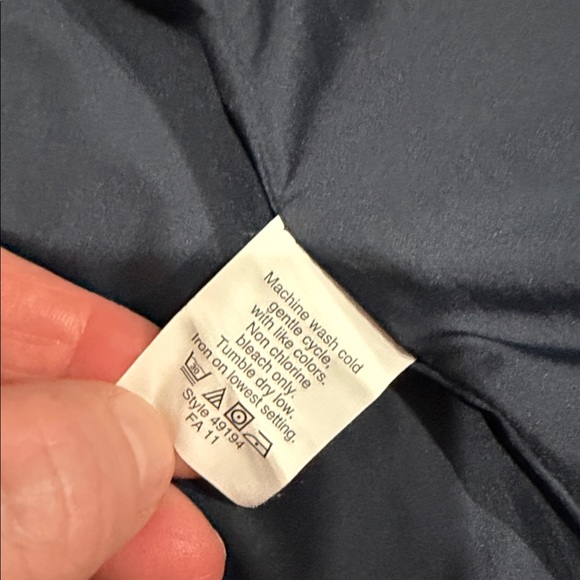 Machine wash cold
gentle cycle,
with like colors.
Non chlorine
bleach only.
Tumble dry low.
Iron on lowest setting.
30
Style 49194
FA 11